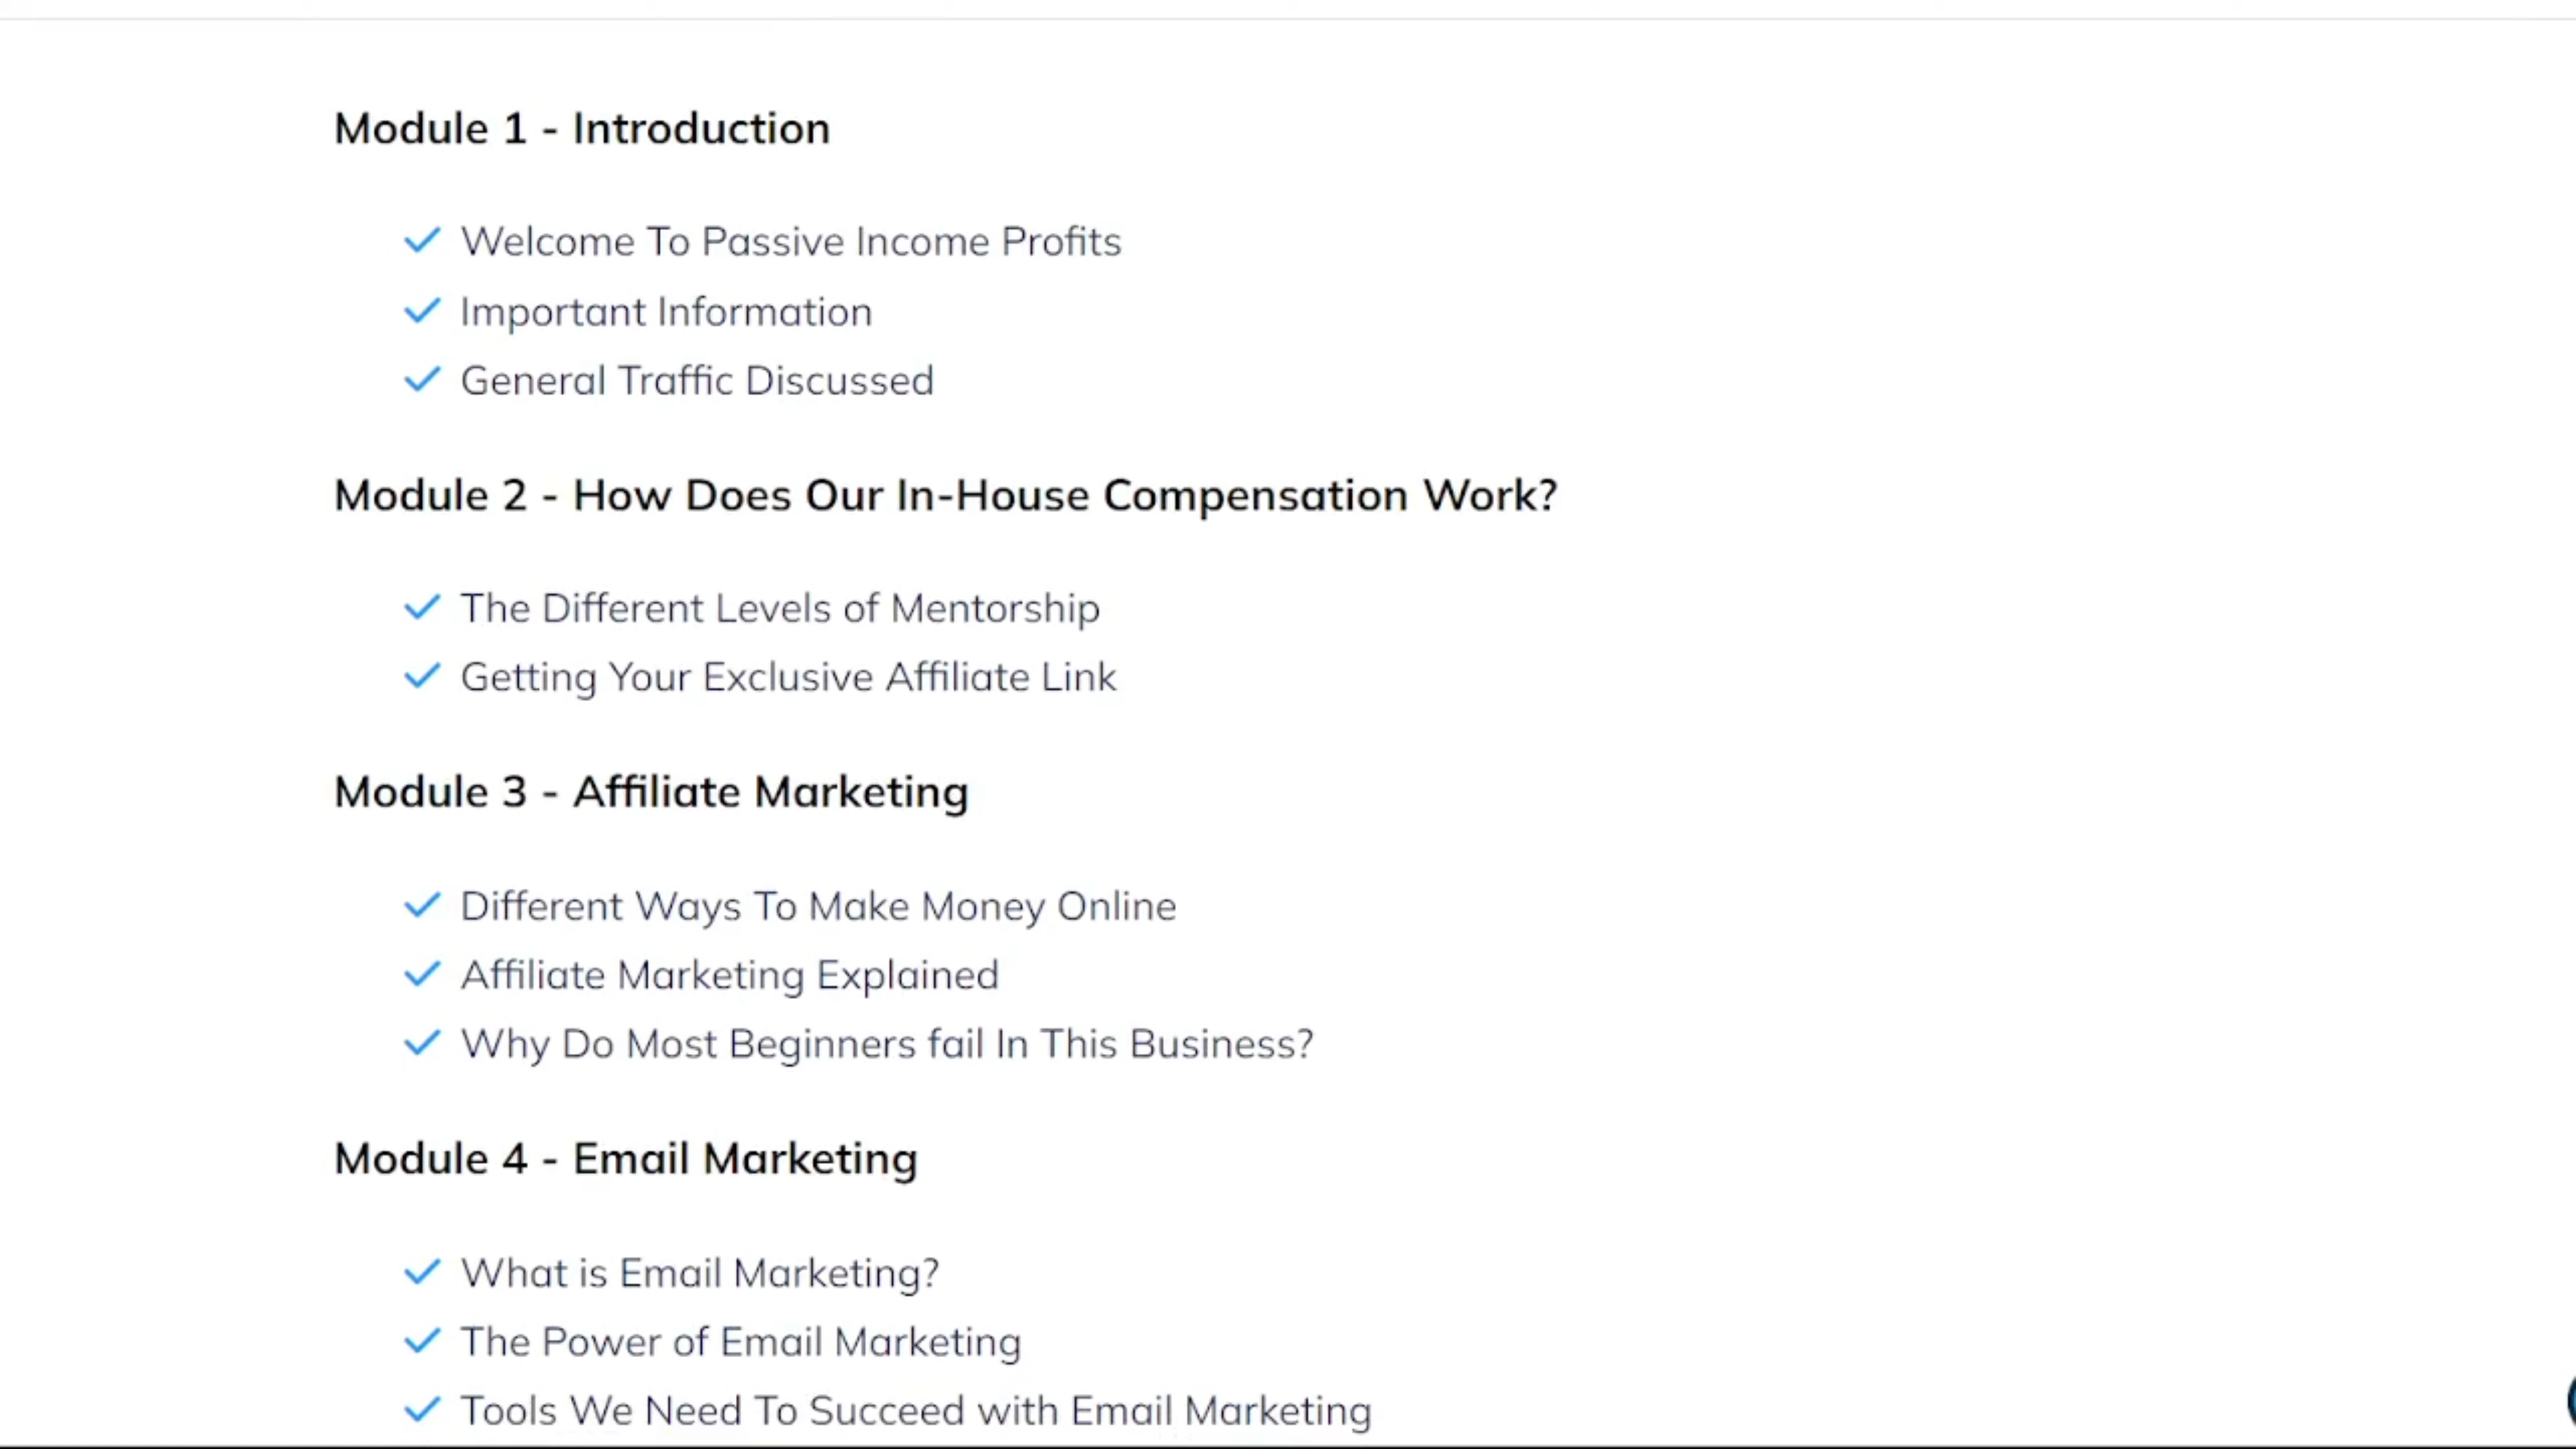 Module 1 - Introduction
Welcome To Passive Income Profits
Important Information
General Traffic Discussed
Module 2 - How Does Our In-House Compensation Work?
The Different Levels of Mentorship
Getting Your Exclusive Affiliate Link
Module 3 - Affiliate Marketing
Different Ways To Make Money Online
Affiliate Marketing Explained
Why Do Most Beginners fail In This Business?
Module 4 - Email Marketing
What is Email Marketing?
The Power of Email Marketing
Tools We Need To Succeed with Email Marketing